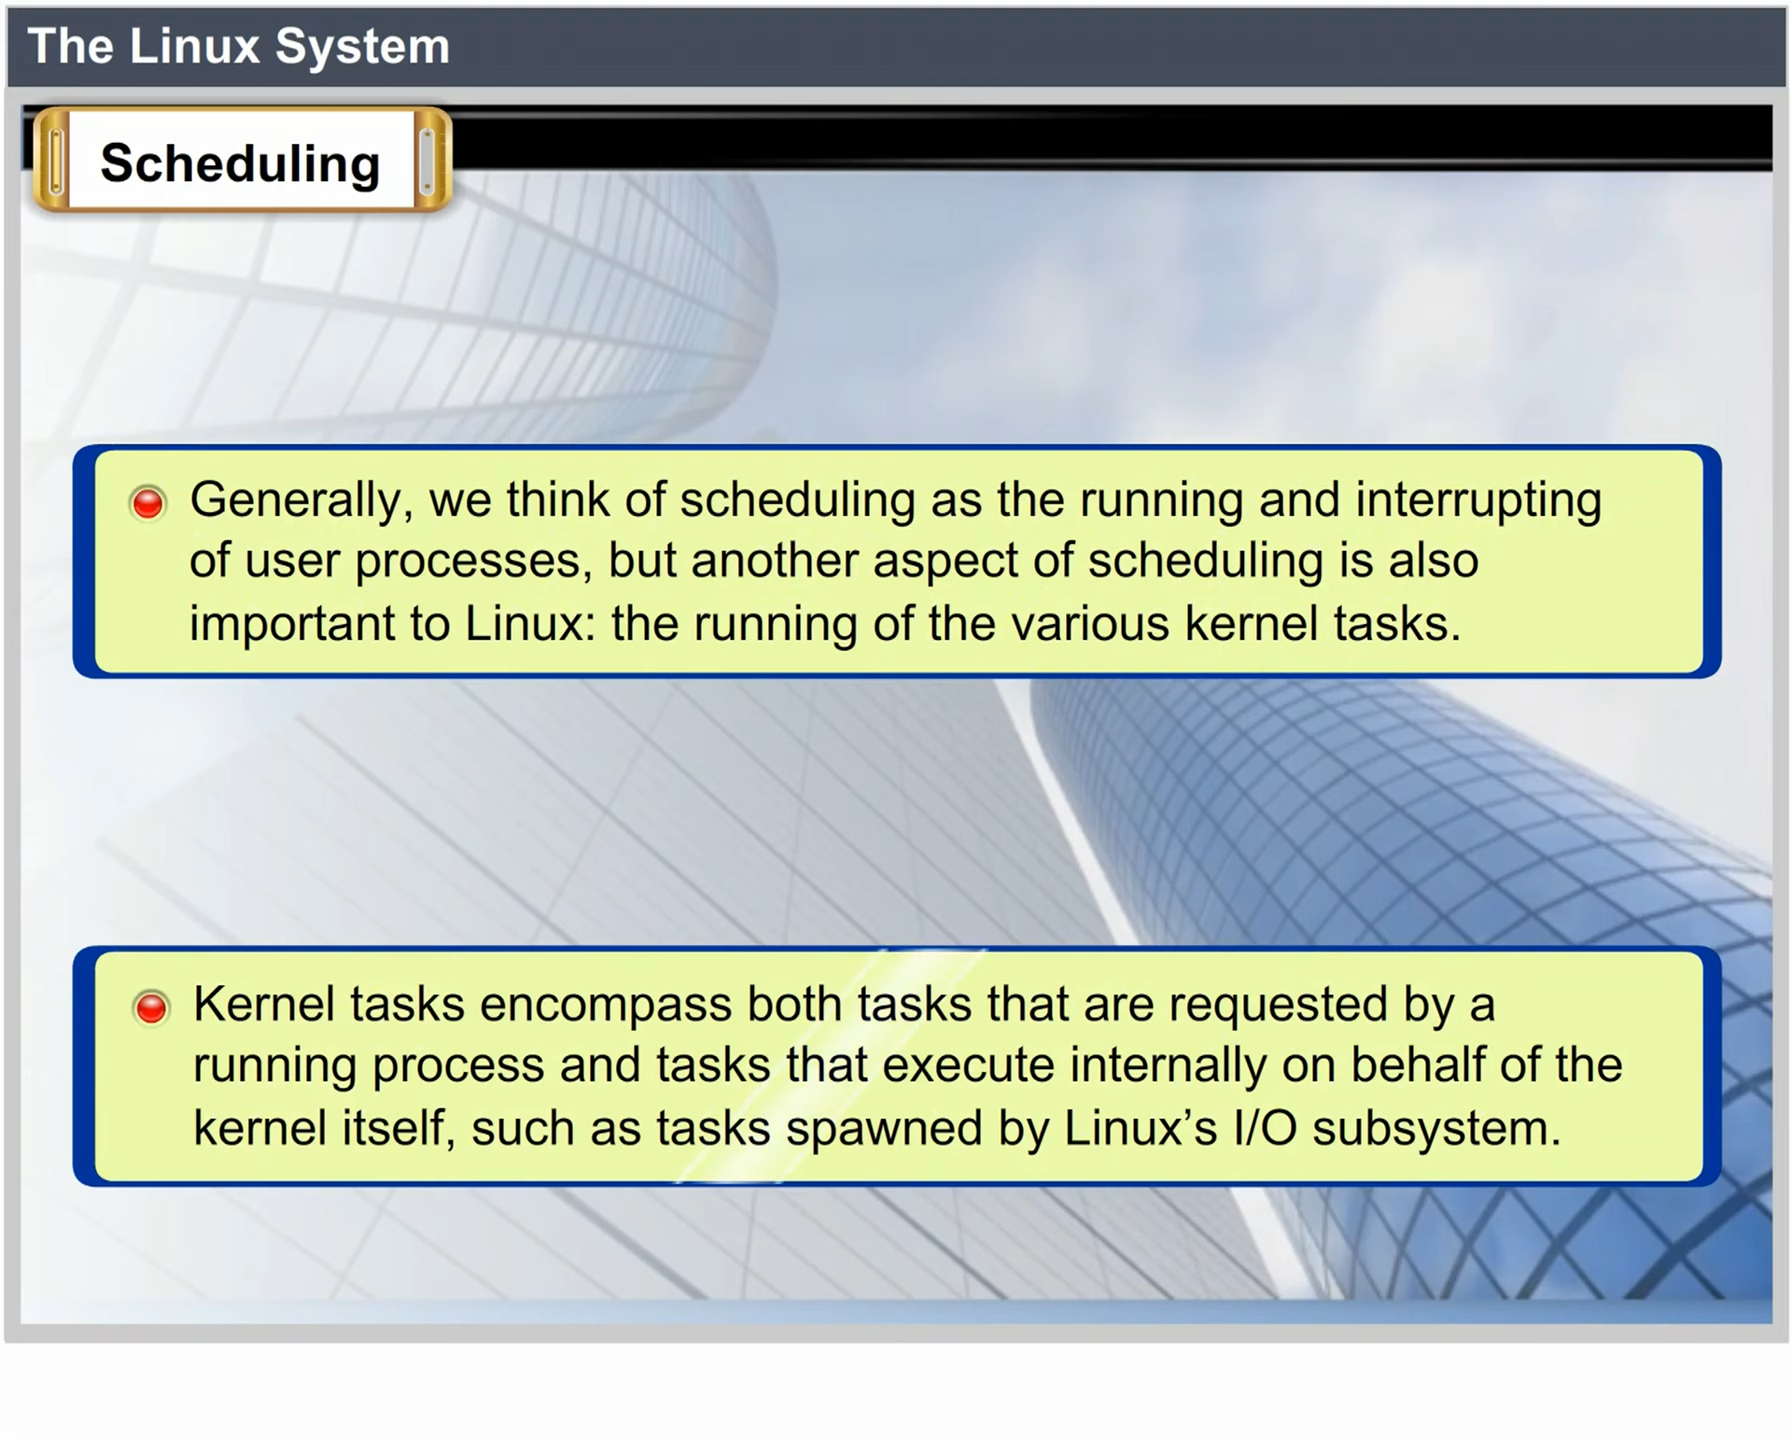 The Linux System
Scheduling
Generally, we think of scheduling as the running and interrupting
of user processes, but another aspect of scheduling is also
important to Linux: the running of the various kernel tasks.
Kernel tasks encompass both tasks that are requested by a
running process and tasks that execute internally on behalf of the
kernel itself, such as tasks spawned by Linux’s I/O subsystem.